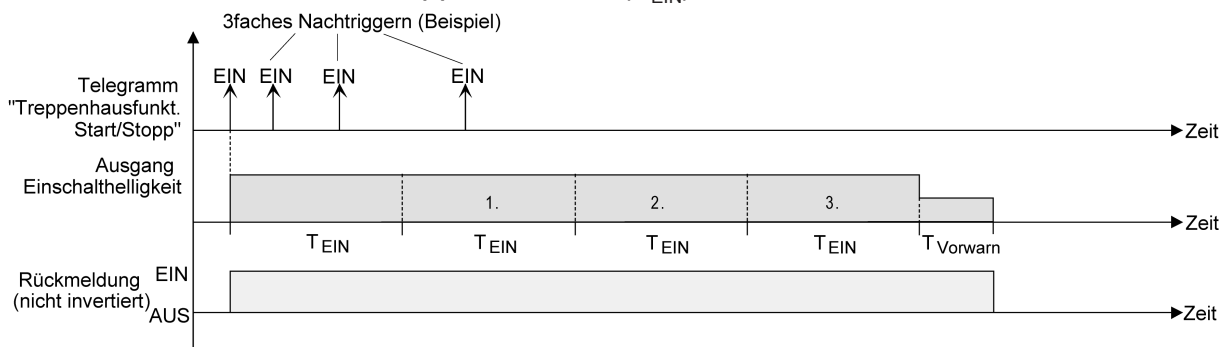 EIN
3faches Nachtriggern (Beispiel)
EIN EIN EIN EIN
Telegramm
"Treppenhausfunkt.
Start/Stopp"
Zeit
Ausgang
Einschalthelligkeit
1. 2. 3.
Zeit
T EIN T EIN T EIN T EIN T Vorwarn
Rückmeldung
(nicht invertiert)
EIN
AUS
Zeit